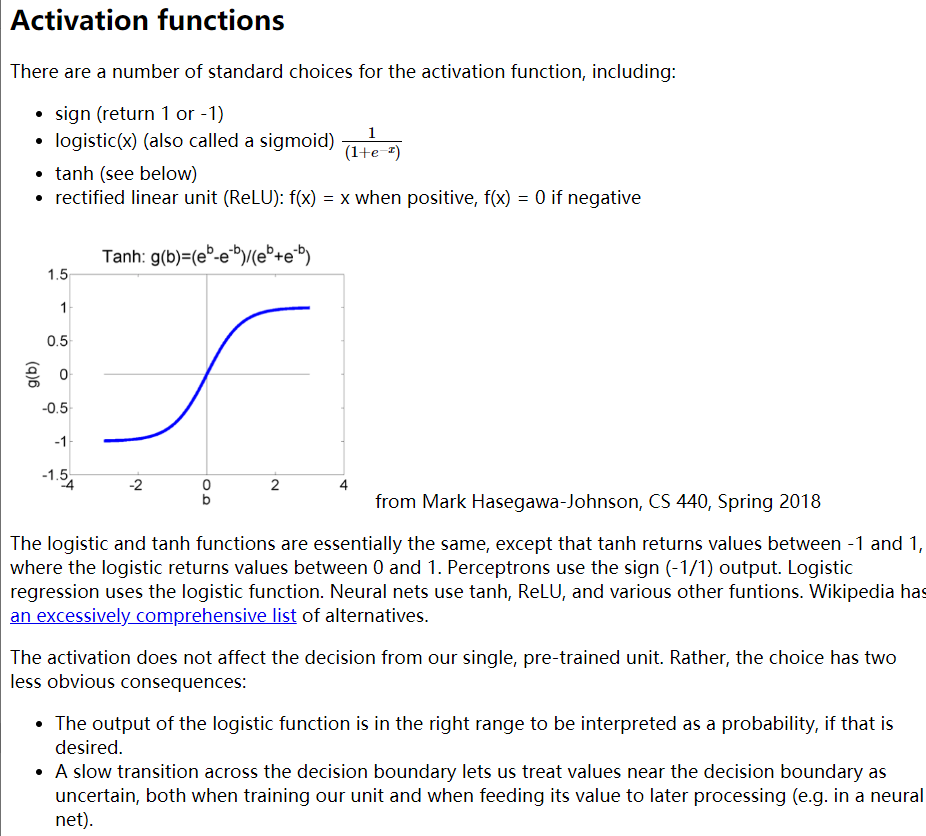 Activation functions
There are a number of standard choices for the activation function, including:
• sign (return 1 or -1)
• logistic(x) (also called a sigmoid) 1/(1+e^{-x})
• tanh (see below)
• rectified linear unit (ReLU): f(x) = x when positive, f(x) = 0 if negative
Tanh: g(b)=(e^b-e^{-b})/(e^b+e^{-b})
1.5
1
0.5
0
-0.5
-1
-1.5
g(b)
-4 -2 0 2 4
b
from Mark Hasegawa-Johnson, CS 440, Spring 2018
The logistic and tanh functions are essentially the same, except that tanh returns values between -1 and 1,
where the logistic returns values between 0 and 1. Perceptrons use the sign (-1/1) output. Logistic
regression uses the logistic function. Neural nets use tanh, ReLU, and various other funtions. Wikipedia has
an excessively comprehensive list of alternatives.
The activation does not affect the decision from our single, pre-trained unit. Rather, the choice has two
less obvious consequences:
• The output of the logistic function is in the right range to be interpreted as a probability, if that is
desired.
• A slow transition across the decision boundary lets us treat values near the decision boundary as
uncertain, both when training our unit and when feeding its value to later processing (e.g. in a neural
net).